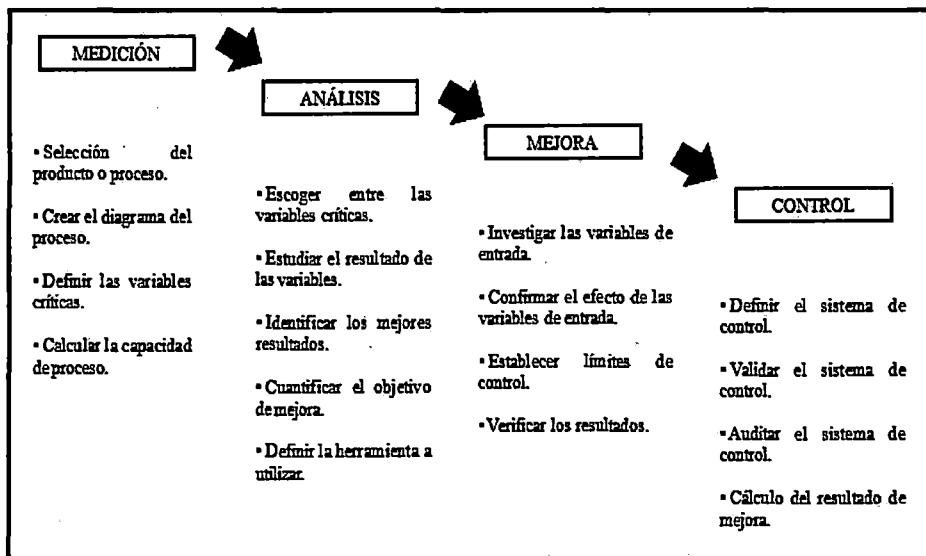 MEDICIÓN
▪ Selección del
producto o proceso.
▪ Crear el diagrama del
proceso.
▪ Definir las variables
críticas.
▪ Calcular la capacidad
de proceso.
ANÁLISIS
▪ Escoger entre las
variables críticas.
▪ Estudiar el resultado de
las variables.
▪ Identificar los mejores
resultados.
▪ Cuantificar el objetivo
de mejora.
▪ Definir la herramienta a
utilizar.
MEJORA
▪ Investigar las variables de
entrada.
▪ Confirmar el efecto de las
variables de entrada.
▪ Establecer límites de
control.
▪ Verificar los resultados.
CONTROL
▪ Definir el sistema de
control.
▪ Validar el sistema de
control.
▪ Auditar el sistema de
control.
▪ Cálculo del resultado de
mejora.